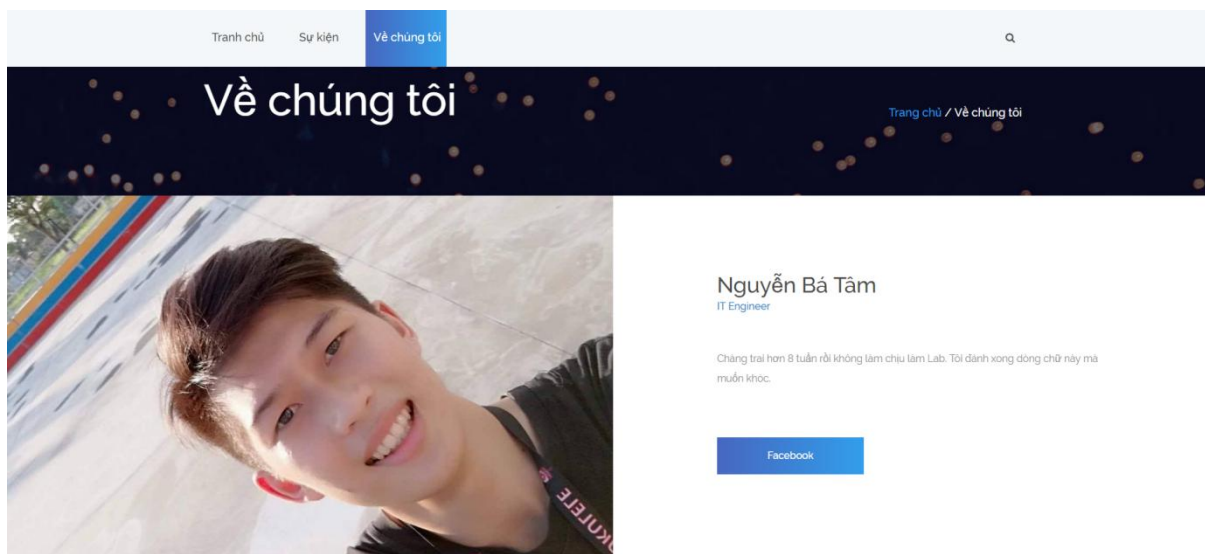 Tranh chủ Sự kiện Về chúng tôi
Về chúng tôi
Trang chủ / Về chúng tôi
Nguyễn Bá Tâm
IT Engineer
Chàng trai hơn 8 tuần rồi không làm chịu làm Lab. Tôi đánh xong dòng chữ này mà
muốn khóc.
Facebook